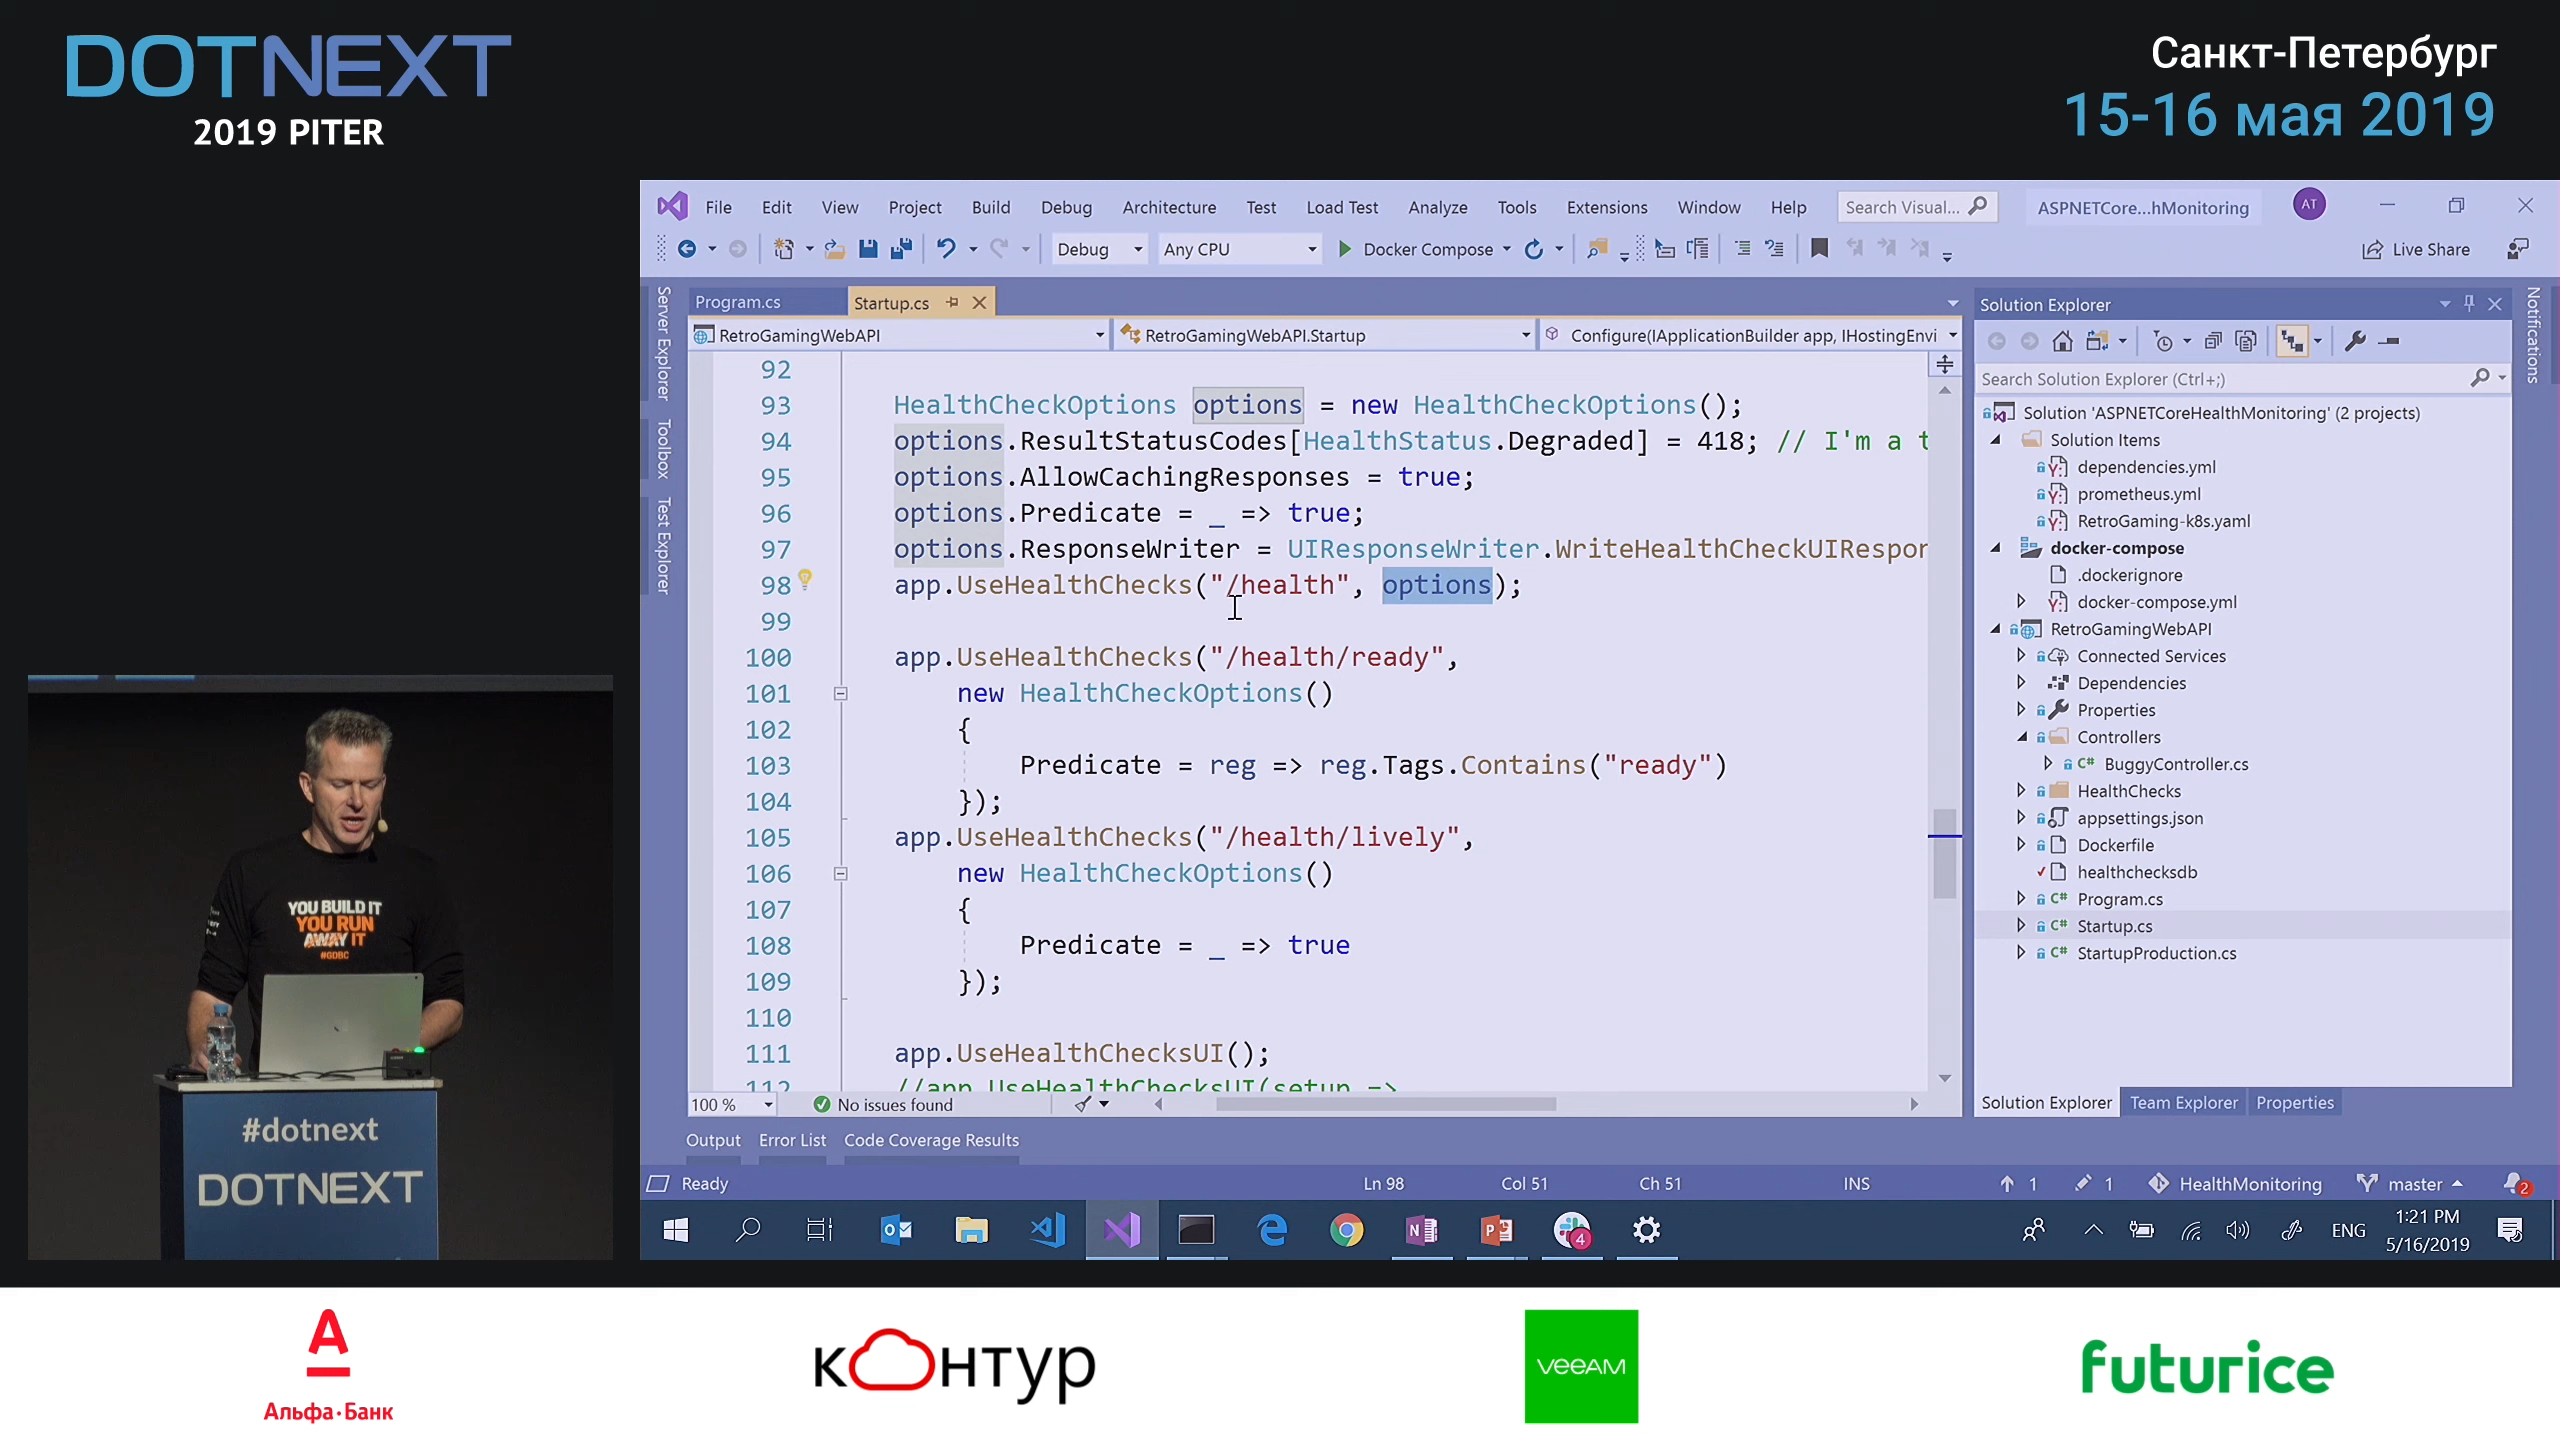 DOTNEXT
2019 PITER
Санкт-Петербург
15-16 мая 2019
File Edit View Project Build Debug Architecture Test Load Test Analyze Tools Extensions Window Help Search Visual... ASPNETCore...hMonitoring AT
Debug Any CPU Docker Compose Live Share
Server Explorer
Toolbox
Test Explorer
Program.cs Startup.cs
RetroGamingWebAPI RetroGamingWebAPI.Startup Configure(IApplicationBuilder app, IHostingEnvi
92
93 HealthCheckOptions options = new HealthCheckOptions();
94 options.ResultStatusCodes[HealthStatus.Degraded] = 418; // I'm a t
95 options.AllowCachingResponses = true;
96 options.Predicate = _ => true;
97 options.ResponseWriter = UIResponseWriter.WriteHealthCheckUIRespor
98 app.UseHealthChecks("/health", options);
99
100 app.UseHealthChecks("/health/ready",
101 new HealthCheckOptions()
102 {
103 Predicate = reg => reg.Tags.Contains("ready")
104 });
105 app.UseHealthChecks("/health/lively",
106 new HealthCheckOptions()
107 {
108 Predicate = _ => true
109 });
110
111 app.UseHealthChecksUI();
112 //app.UseHealthChecksUI(setup =>
100 % No issues found
Solution Explorer
Search Solution Explorer (Ctrl+;)
Solution 'ASPNETCoreHealthMonitoring' (2 projects)
Solution Items
dependencies.yml
prometheus.yml
RetroGaming-k8s.yaml
docker-compose
.dockerignore
docker-compose.yml
RetroGamingWebAPI
Connected Services
Dependencies
Properties
Controllers
BuggyController.cs
HealthChecks
appsettings.json
Dockerfile
healthchecksdb
Program.cs
Startup.cs
StartupProduction.cs
Solution Explorer Team Explorer Properties
Notifications
Output Error List Code Coverage Results
Ready Ln 98 Col 51 Ch 51 INS 1 1 HealthMonitoring master 2
4 ENG 1:21 PM
5/16/2019
YOU BUILD IT
YOU RUN
AWAY IT
#GDBC
#dotnext
DOTNEXT
Альфа·Банк
контур
veeAM
futurice